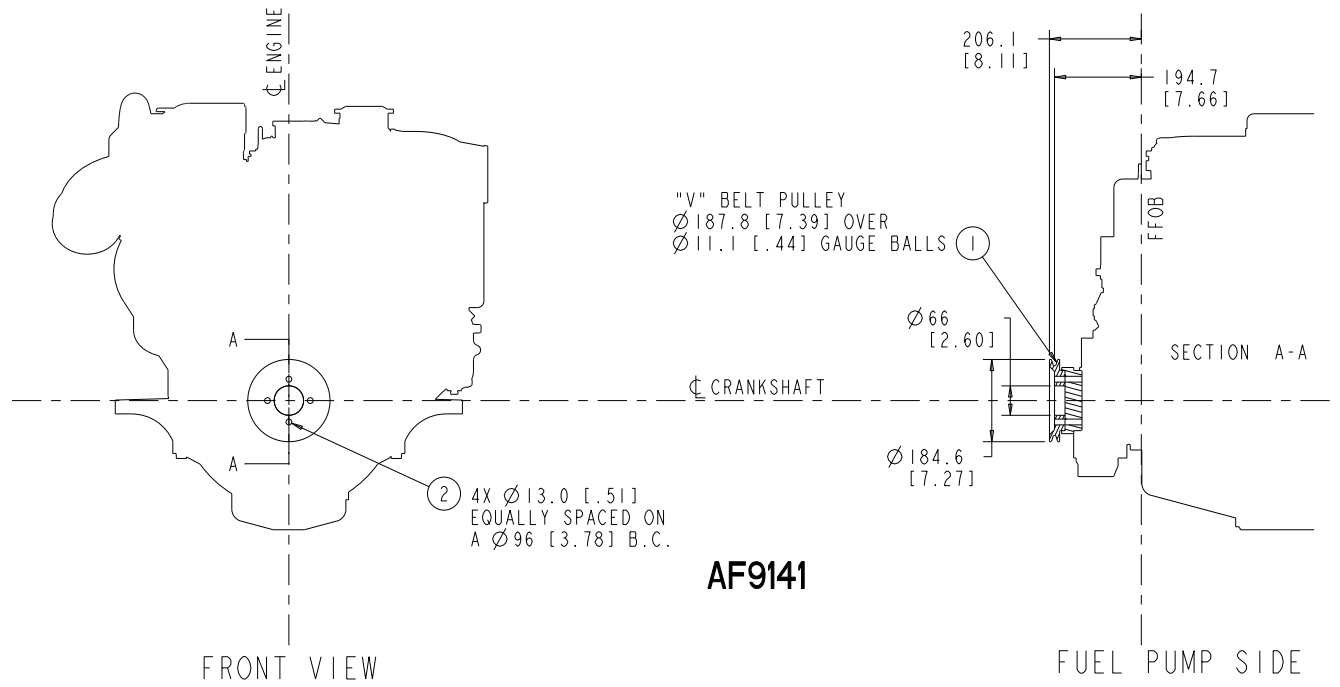 ℄ ENGINE
206.1
[8.11]
194.7
[7.66]
"V" BELT PULLEY
Ø187.8 [7.39] OVER
Ø11.1 [.44] GAUGE BALLS
1
FFOB
Ø66
[2.60]
SECTION A-A
A
℄ CRANKSHAFT
A
Ø184.6
[7.27]
2
4X Ø13.0 [.51]
EQUALLY SPACED ON
A Ø96 [3.78] B.C.
AF9141
FRONT VIEW
FUEL PUMP SIDE